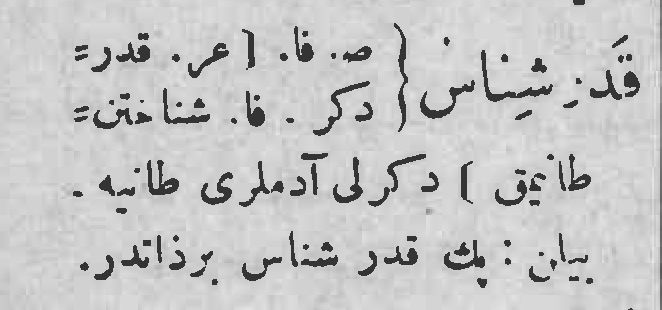 قَدرشِناس { ص. فا. [ عر. قدر=
دكر . فا. شناختن=
طانيمق ] دكرلى آدملرى طانيه .
بيان : پك قدر شناس برذاتدر.